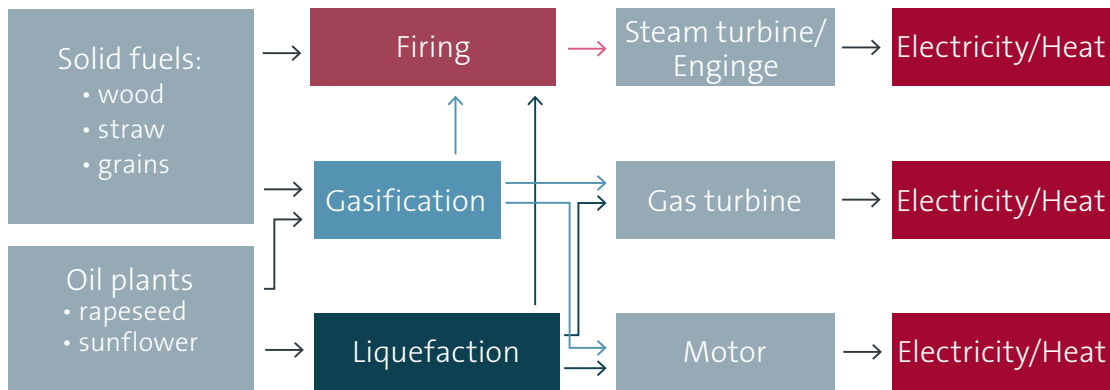 Solid fuels:
• wood
• straw
• grains
Oil plants
• rapeseed
• sunflower
Firing
Gasification
Liquefaction
Steam turbine/
Enginge
Gas turbine
Motor
Electricity/Heat
Electricity/Heat
Electricity/Heat